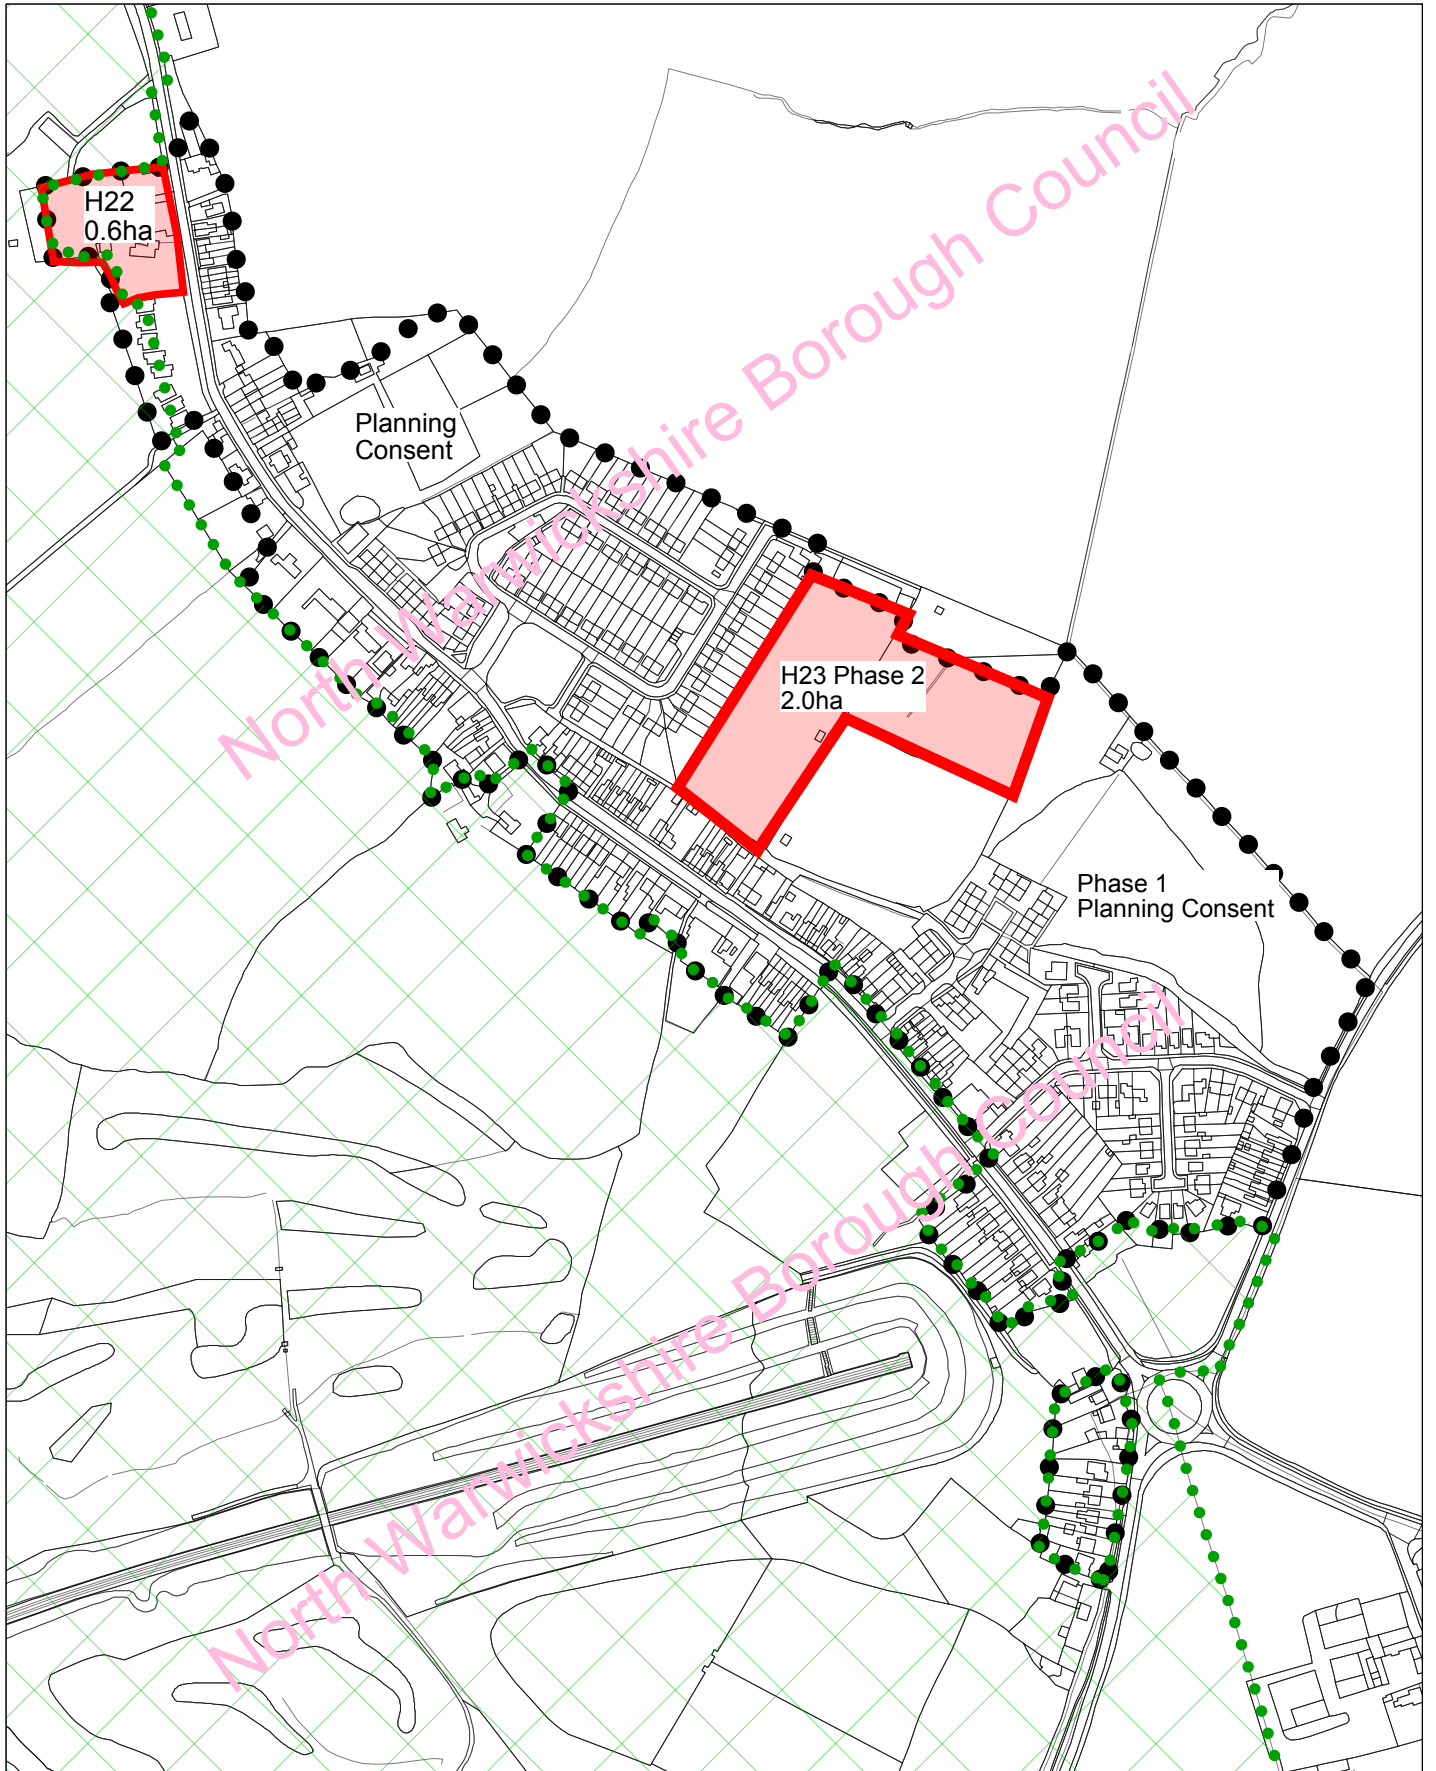 H22
0.6ha
Planning
Consent
North Warwickshire Borough Council
H23 Phase 2
2.0ha
Phase 1
Planning Consent
North Warwickshire Borough Council